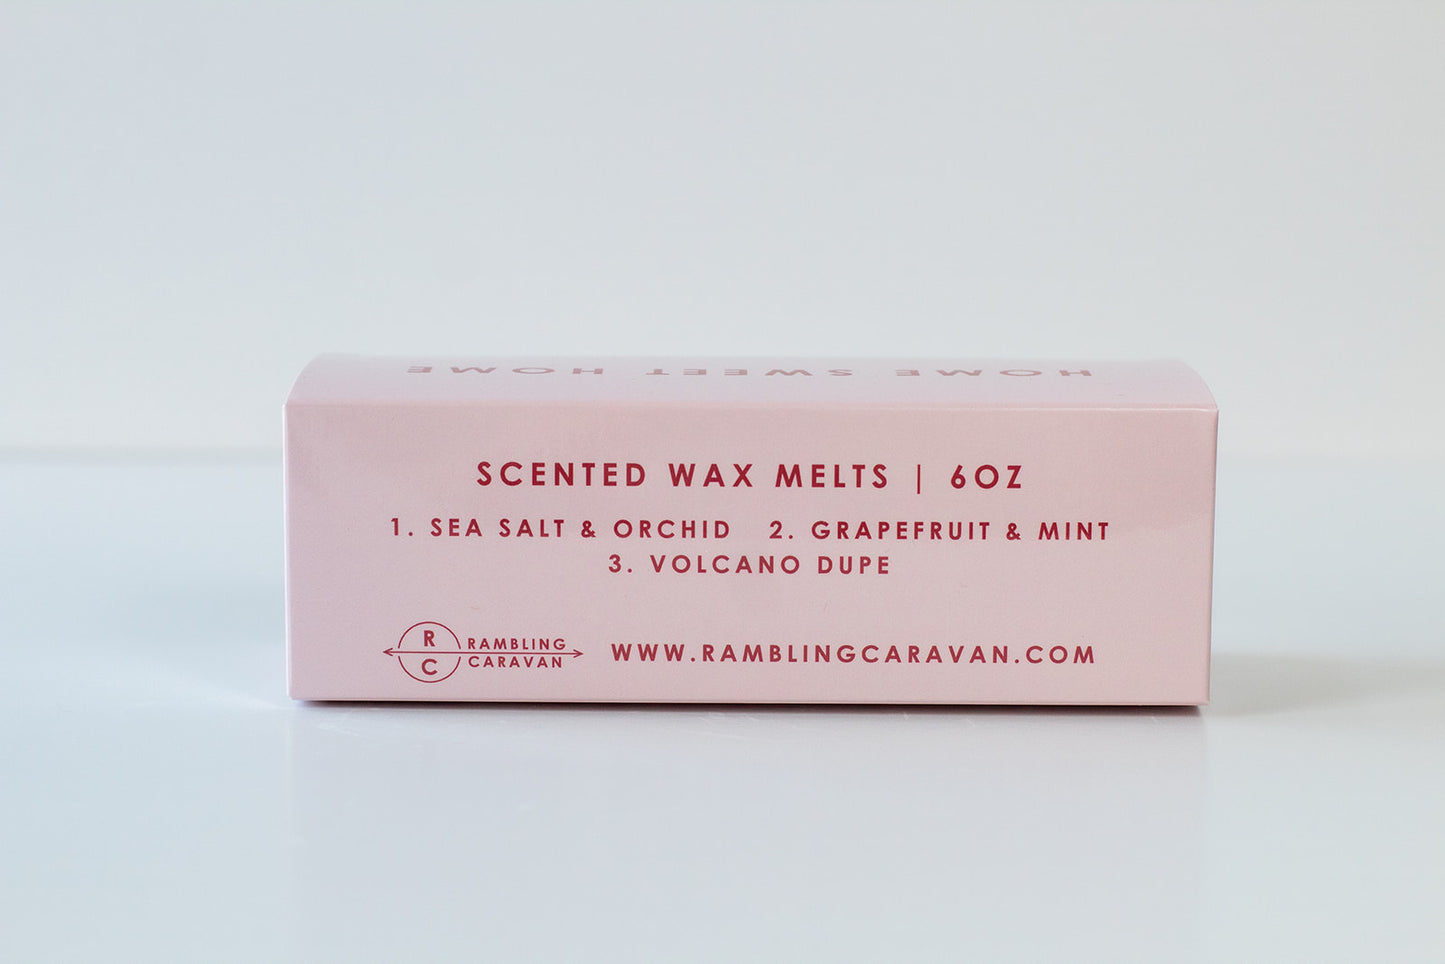 HOME SWEET HOME
SCENTED WAX MELTS | 6OZ
1. SEA SALT & ORCHID 2. GRAPEFRUIT & MINT
3. VOLCANO DUPE
R
C
RAMBLING
CARAVAN
WWW.RAMBLINGCARAVAN.COM